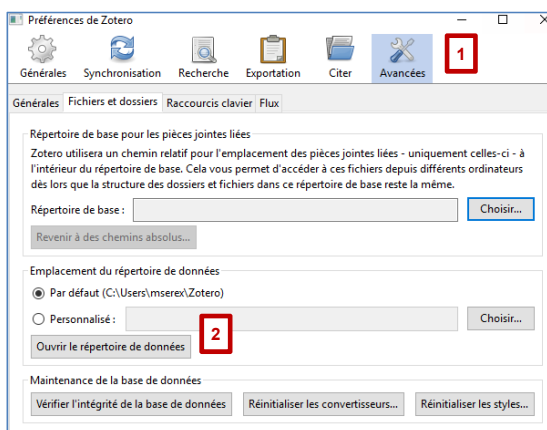 Préférences de Zotero
Générales Synchronisation Recherche Exportation Citer Avancées
1
Générales Fichiers et dossiers Raccourcis clavier Flux
Répertoire de base pour les pièces jointes liées
Zotero utilisera un chemin relatif pour l'emplacement des pièces jointes liées - uniquement celles-ci - à
l'intérieur du répertoire de base. Cela vous permet d'accéder à ces fichiers depuis différents ordinateurs
dès lors que la structure des dossiers et fichiers dans ce répertoire de base reste la même.
Répertoire de base : Choisir...
Revenir à des chemins absolus...
Emplacement du répertoire de données
Par défaut (C:\Users\mserex\Zotero)
Personnalisé : Choisir...
2
Ouvrir le répertoire de données
Maintenance de la base de données
Vérifier l'intégrité de la base de données Réinitialiser les convertisseurs... Réinitialiser les styles...